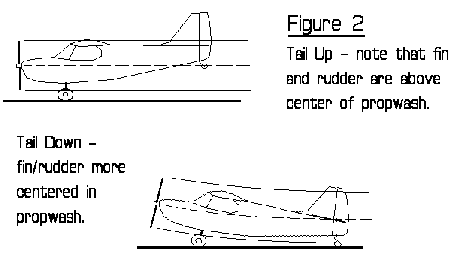 Figure 2
Tail Up - note that fin
and rudder are above
center of propwash.
Tail Down -
fin/rudder more
centered in
propwash.